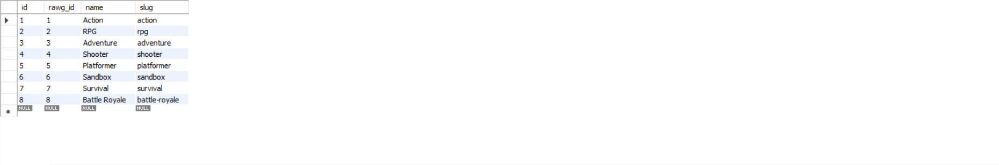 id rawg_id name slug
1 1 Action action
2 2 RPG rpg
3 3 Adventure adventure
4 4 Shooter shooter
5 5 Platformer platformer
6 6 Sandbox sandbox
7 7 Survival survival
8 8 Battle Royale battle-royale
NULL NULL NULL NULL